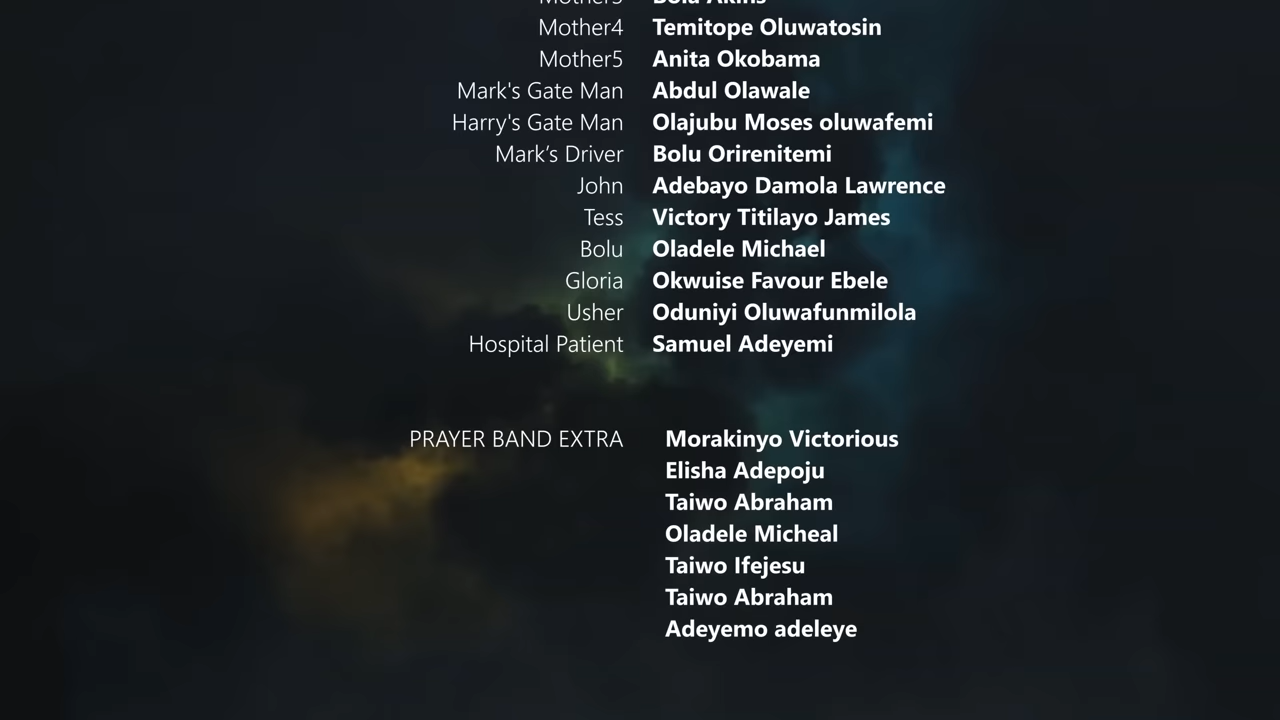 Mother3 Bola Akins
Mother4 Temitope Oluwatosin
Mother5 Anita Okobama
Mark's Gate Man Abdul Olawale
Harry's Gate Man Olajubu Moses oluwafemi
Mark’s Driver Bolu Orirenitemi
John Adebayo Damola Lawrence
Tess Victory Titilayo James
Bolu Oladele Michael
Gloria Okwuise Favour Ebele
Usher Oduniyi Oluwafunmilola
Hospital Patient Samuel Adeyemi
PRAYER BAND EXTRA Morakinyo Victorious
Elisha Adepoju
Taiwo Abraham
Oladele Micheal
Taiwo Ifejesu
Taiwo Abraham
Adeyemo adeleye